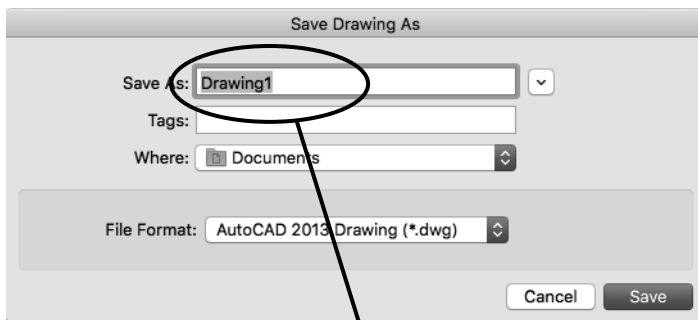 Save Drawing As
Save As: Drawing1
Tags:
Where: Documents
File Format: AutoCAD 2013 Drawing (*.dwg)
Cancel Save